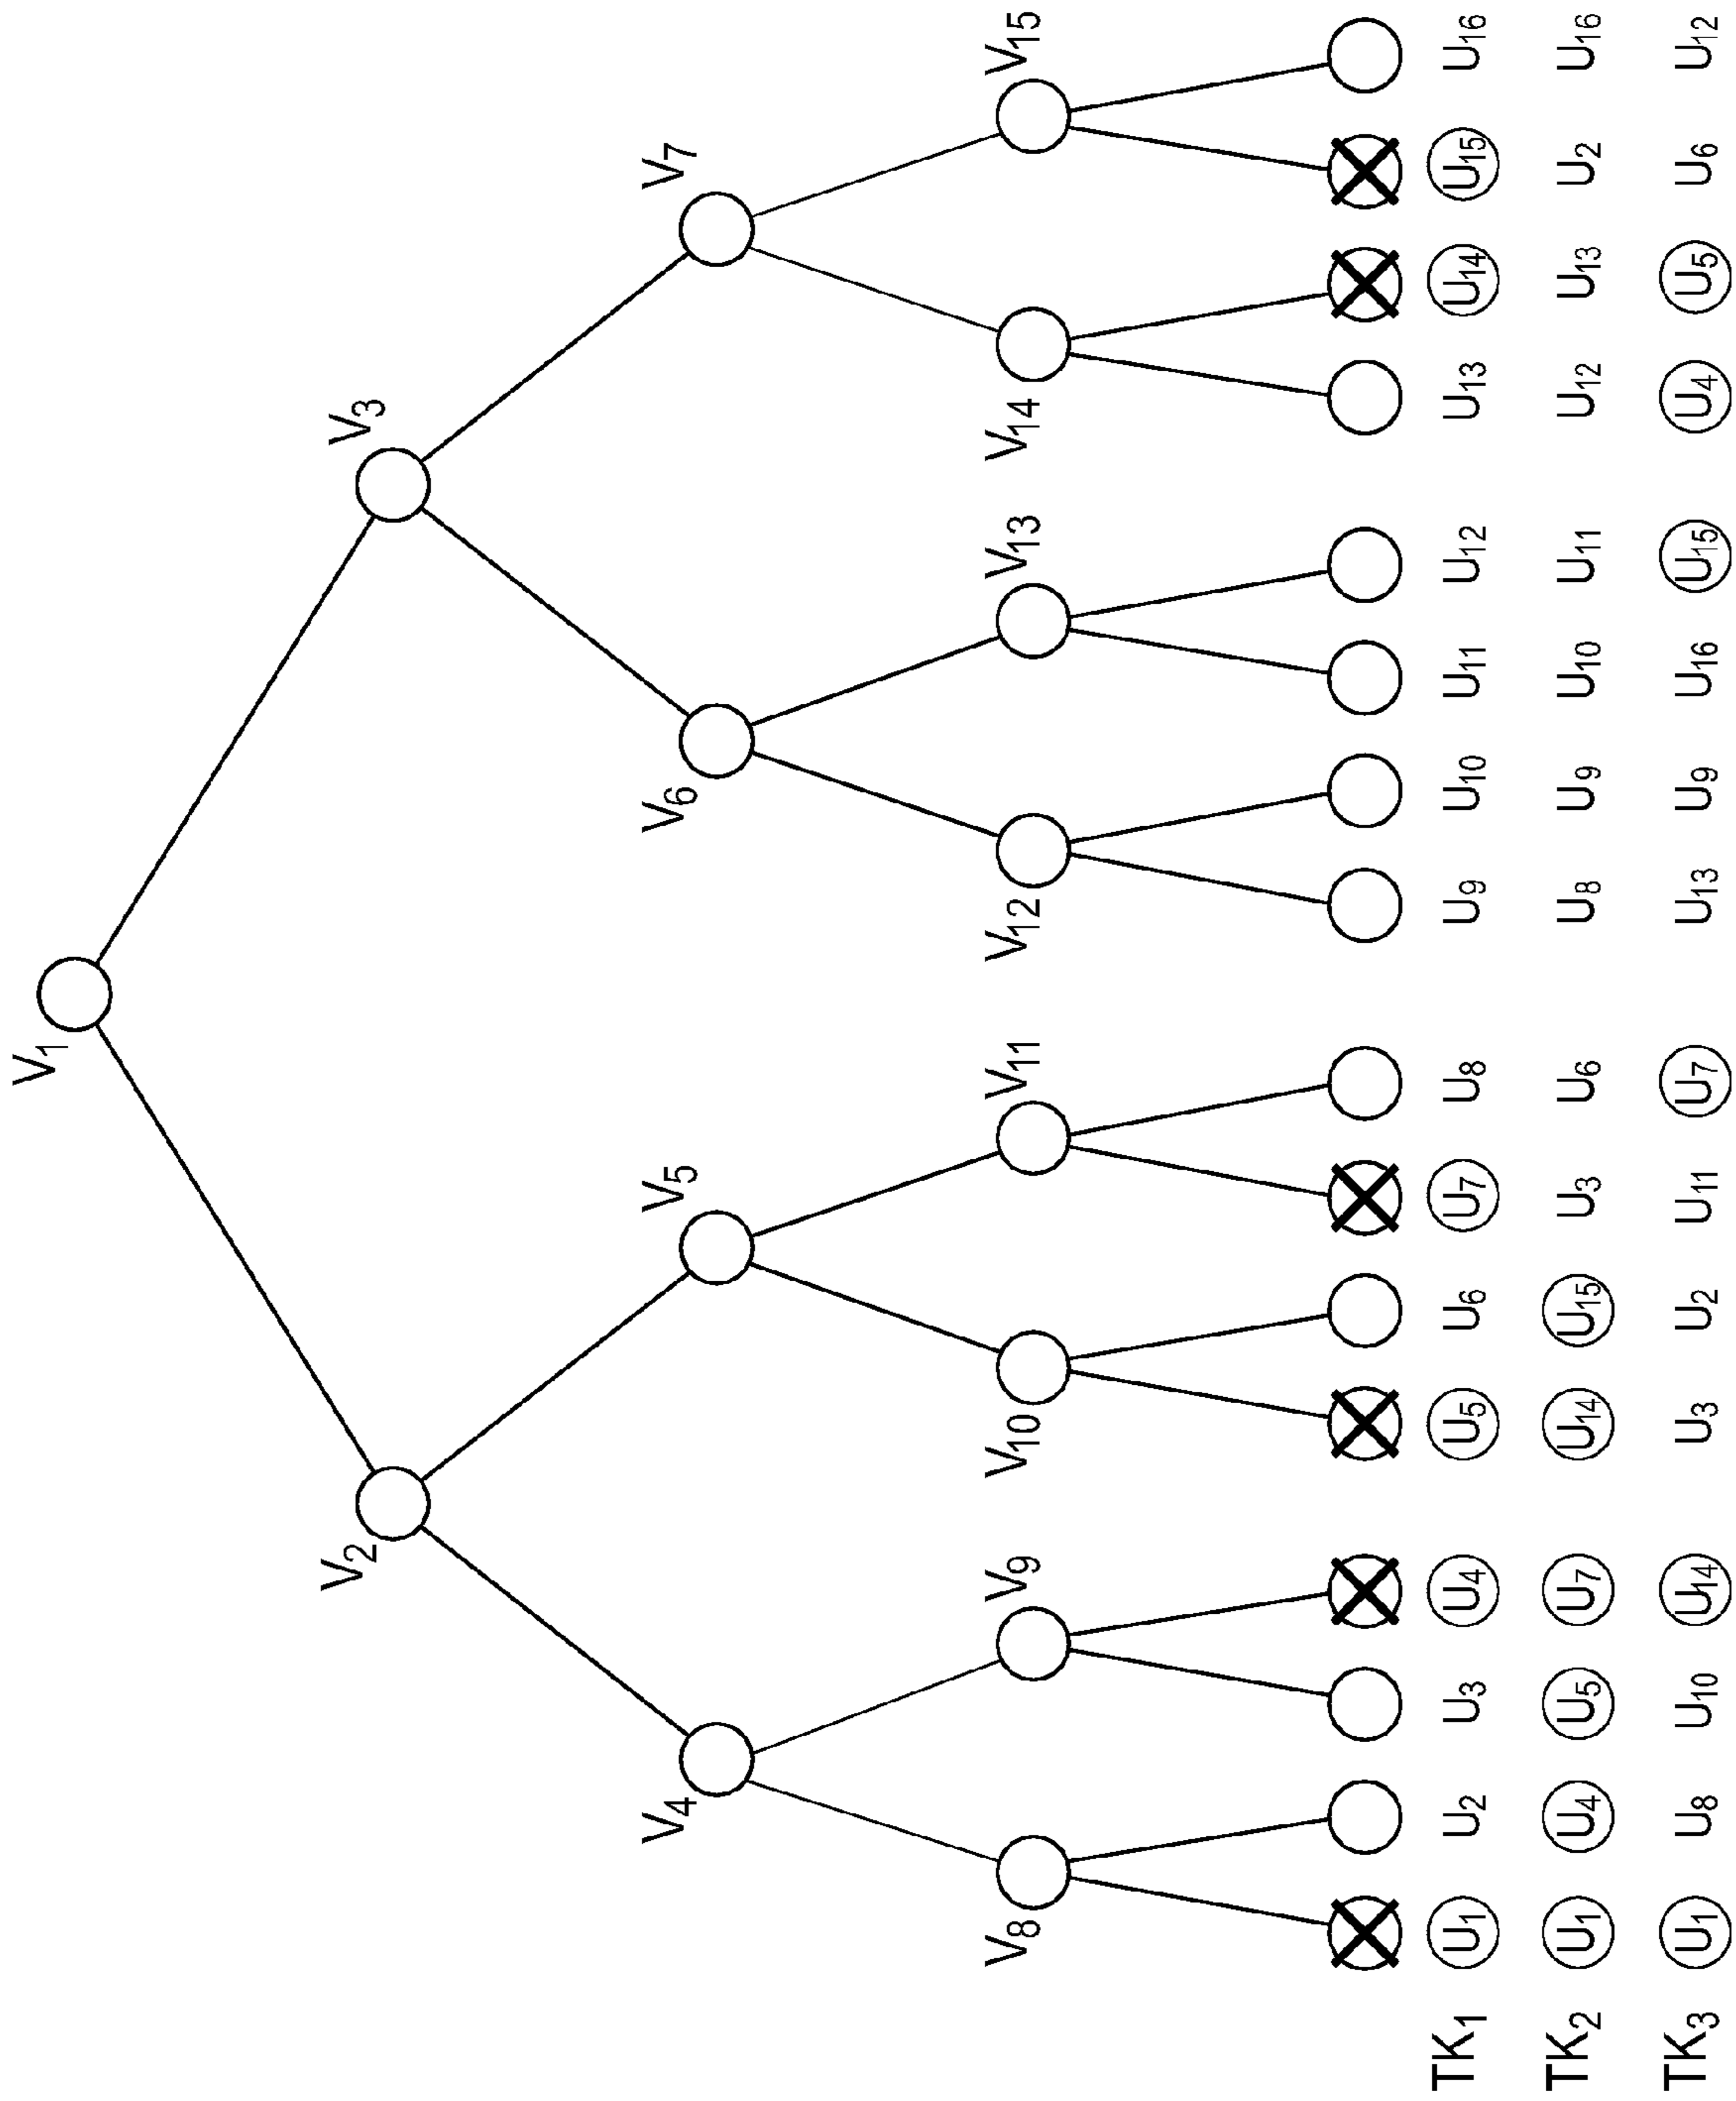 V1
V2 V3
V4 V5 V6 V7
V8 V9 V10 V11 V12 V13 V14 V15
TK1 U1 U2 U3 U4 U5 U6 U7 U8 U9 U10 U11 U12 U13 U14 U15 U16
TK2 U1 U4 U5 U7 U14 U15 U3 U6 U8 U9 U10 U11 U12 U13 U2 U16
TK3 U1 U8 U10 U14 U3 U2 U11 U7 U13 U9 U16 U15 U4 U5 U6 U12